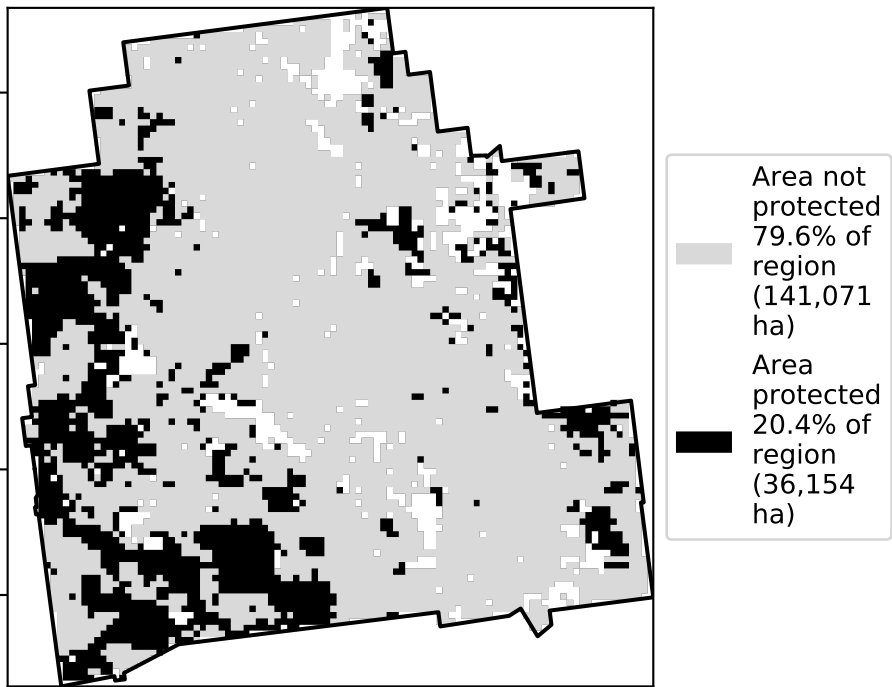 Area not
protected
79.6% of
region
(141,071
ha)
Area
protected
20.4% of
region
(36,154
ha)